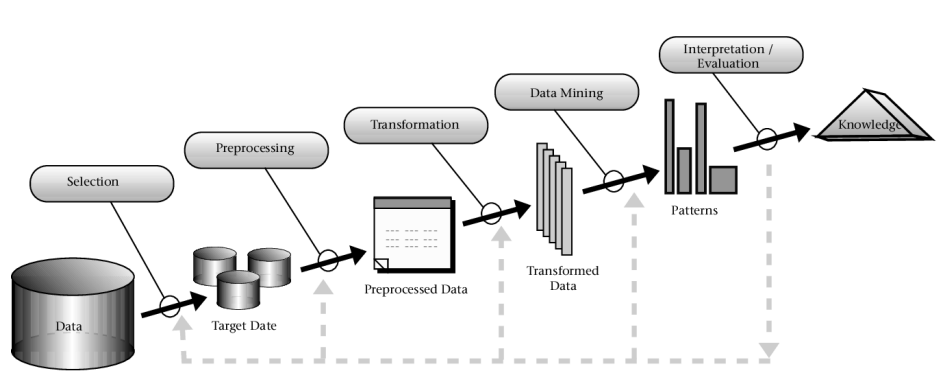 Interpretation /
Evaluation
Data Mining
Knowledge
Transformation
Preprocessing
Selection
Patterns
Transformed
Data
Preprocessed Data
Target Date
Data